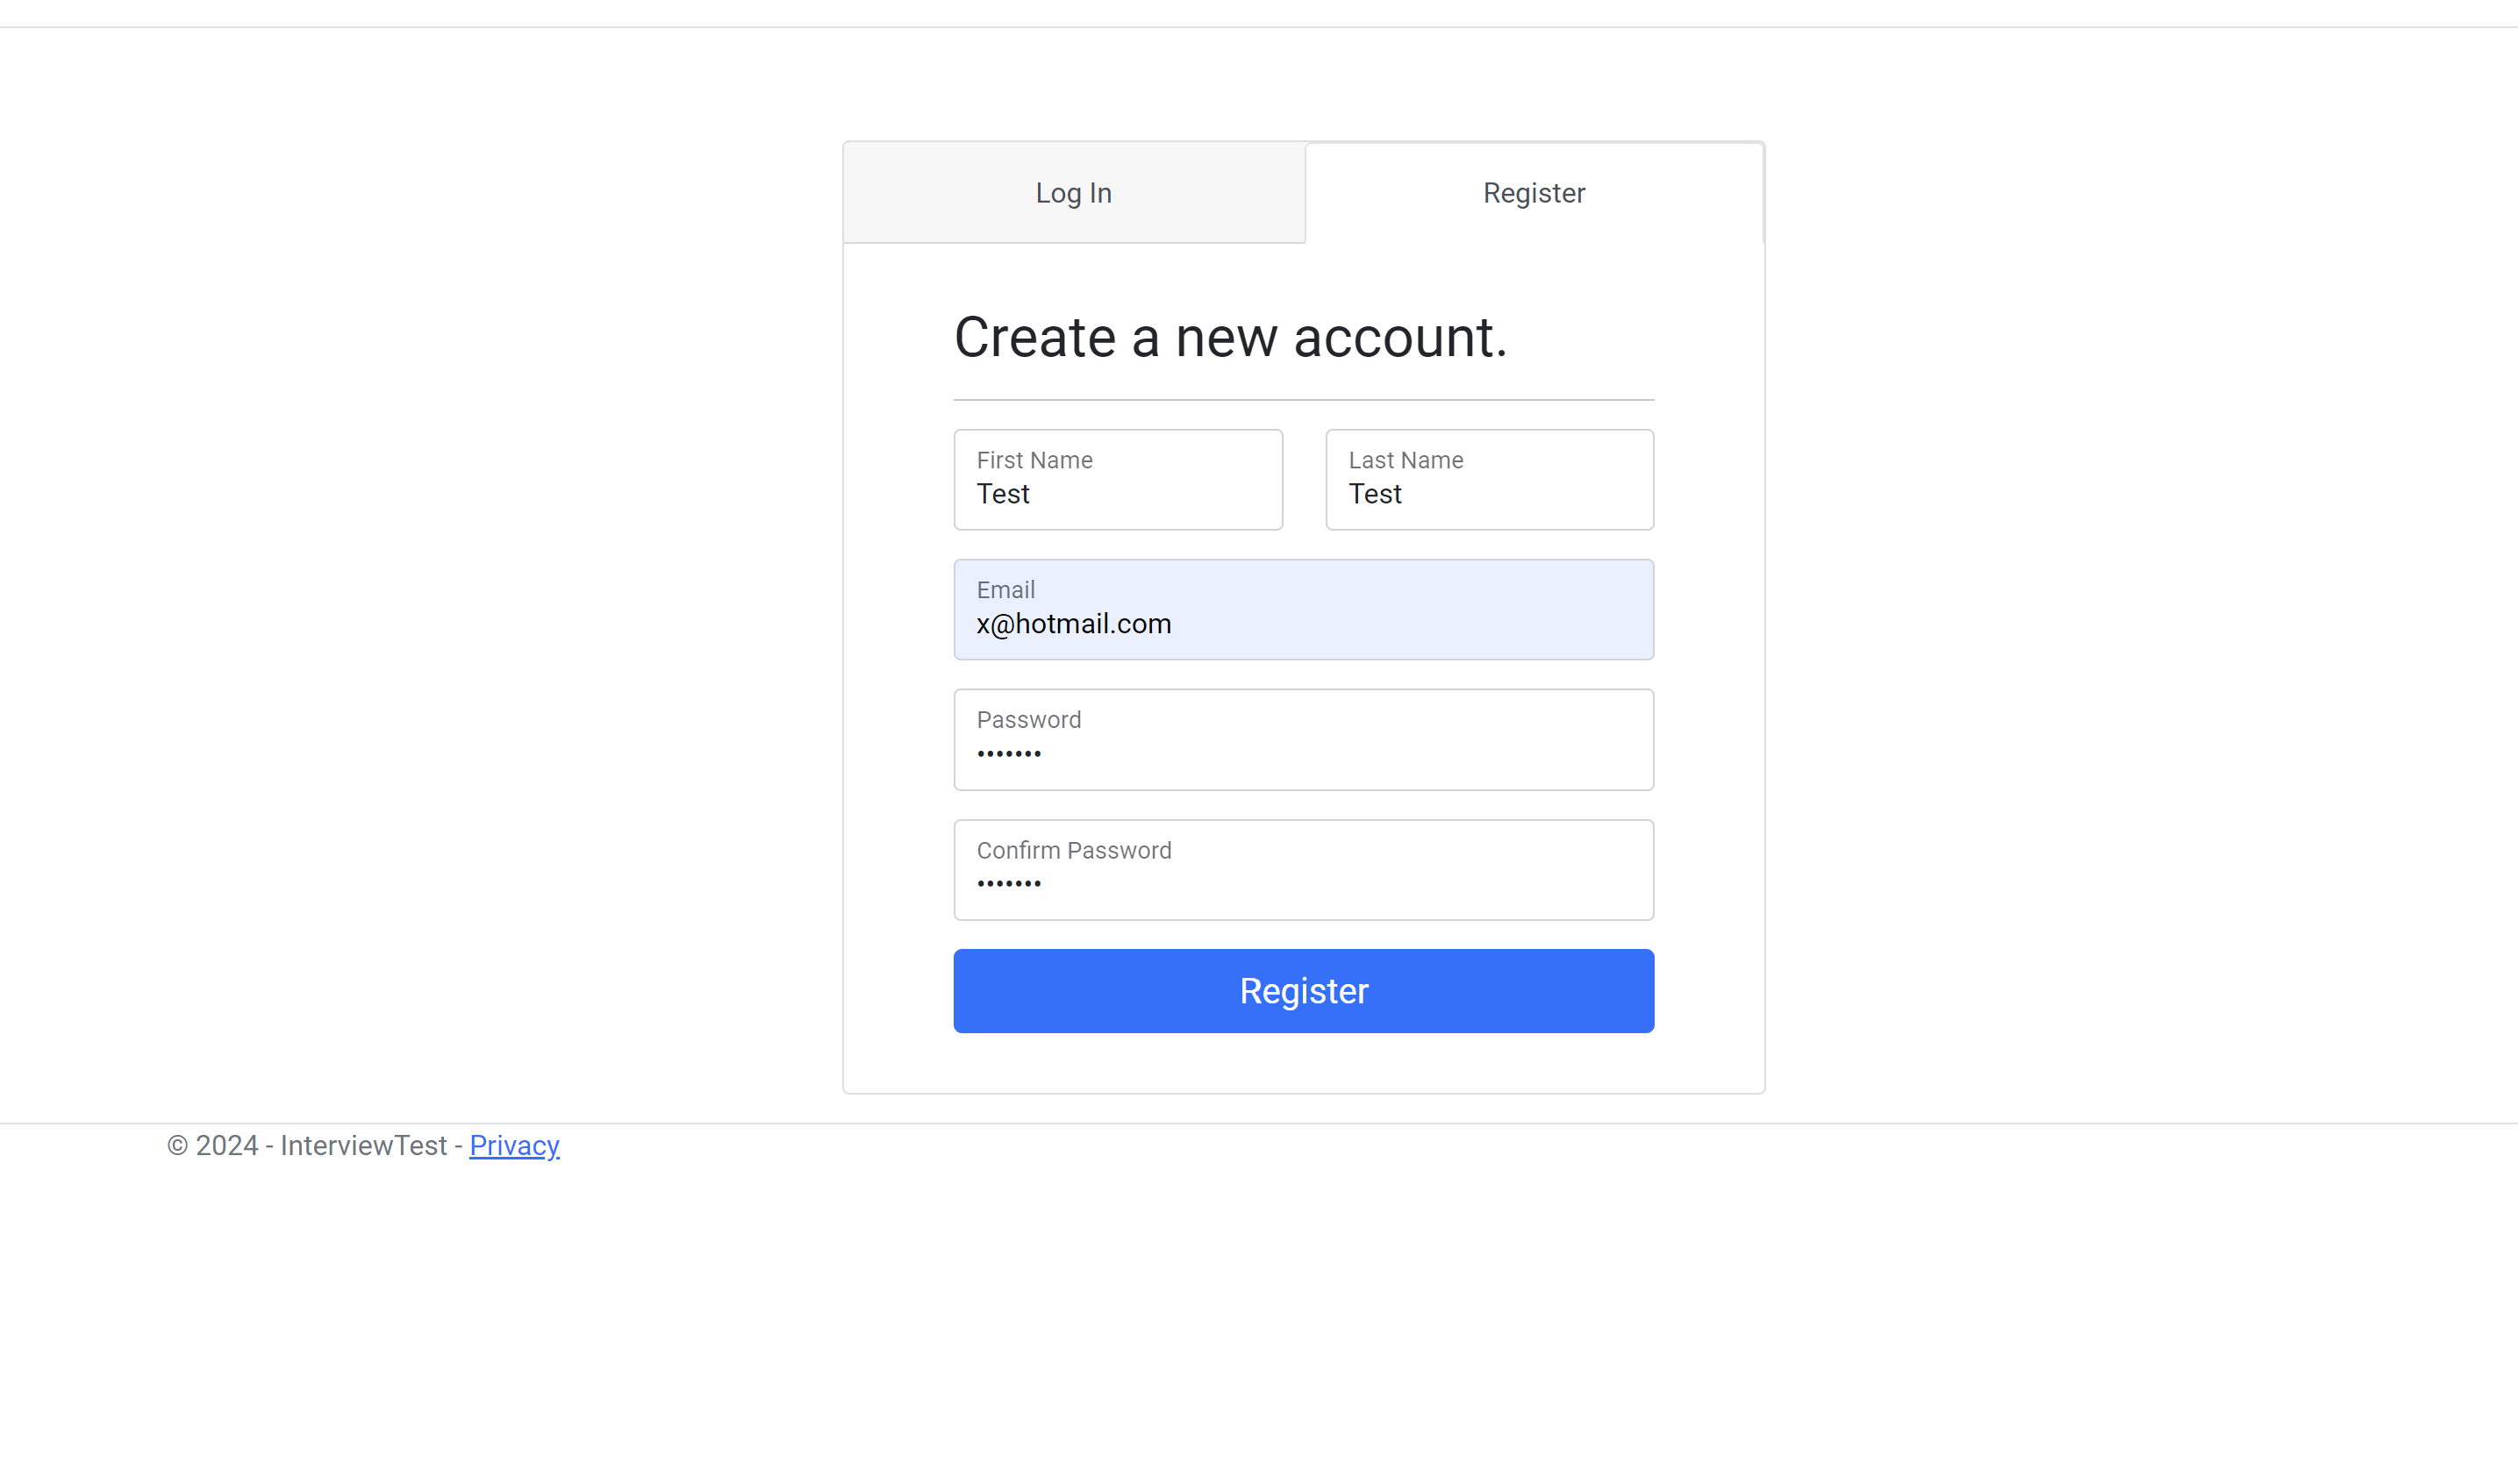 Log In
Register
Create a new account.
First Name
Test
Last Name
Test
Email
x@hotmail.com
Password
•••••••
Confirm Password
•••••••
Register
© 2024 - InterviewTest - Privacy